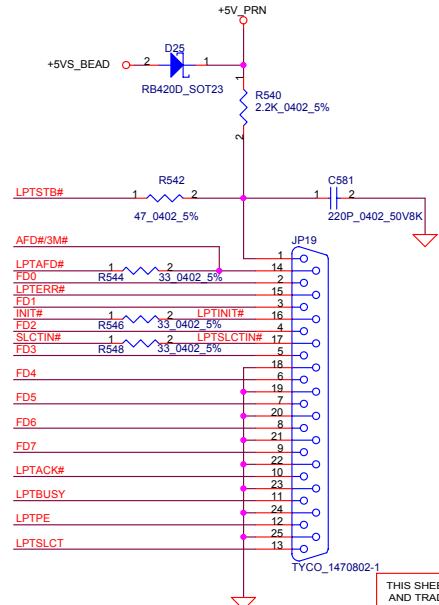 +5V_PRN
D25
+5VS_BEAD 2 1
RB420D_SOT23
1
R540
2.2K_0402_5%
2
R542
C581
LPTSTB# 1 2 1 2
47_0402_5%
220P_0402_50V8K
AFD#/3M#
JP19
1
LPTAFD# 1 2 14
FD0 R544 33_0402_5% 2
LPTERR# 15
FD1 3
INIT# 1 2 LPTINIT# 16
FD2 R546 33_0402_5% 4
SLCTIN# 1 2 LPTSLCTIN# 17
FD3 R548 33_0402_5% 5
18
FD4 6
19
FD5 7
20
FD6 8
21
FD7 9
22
LPTACK# 10
23
LPTBUSY 11
24
LPTPE 12
25
LPTSLCT 13
TYCO_1470802-1
THIS SHEE
AND TRAD